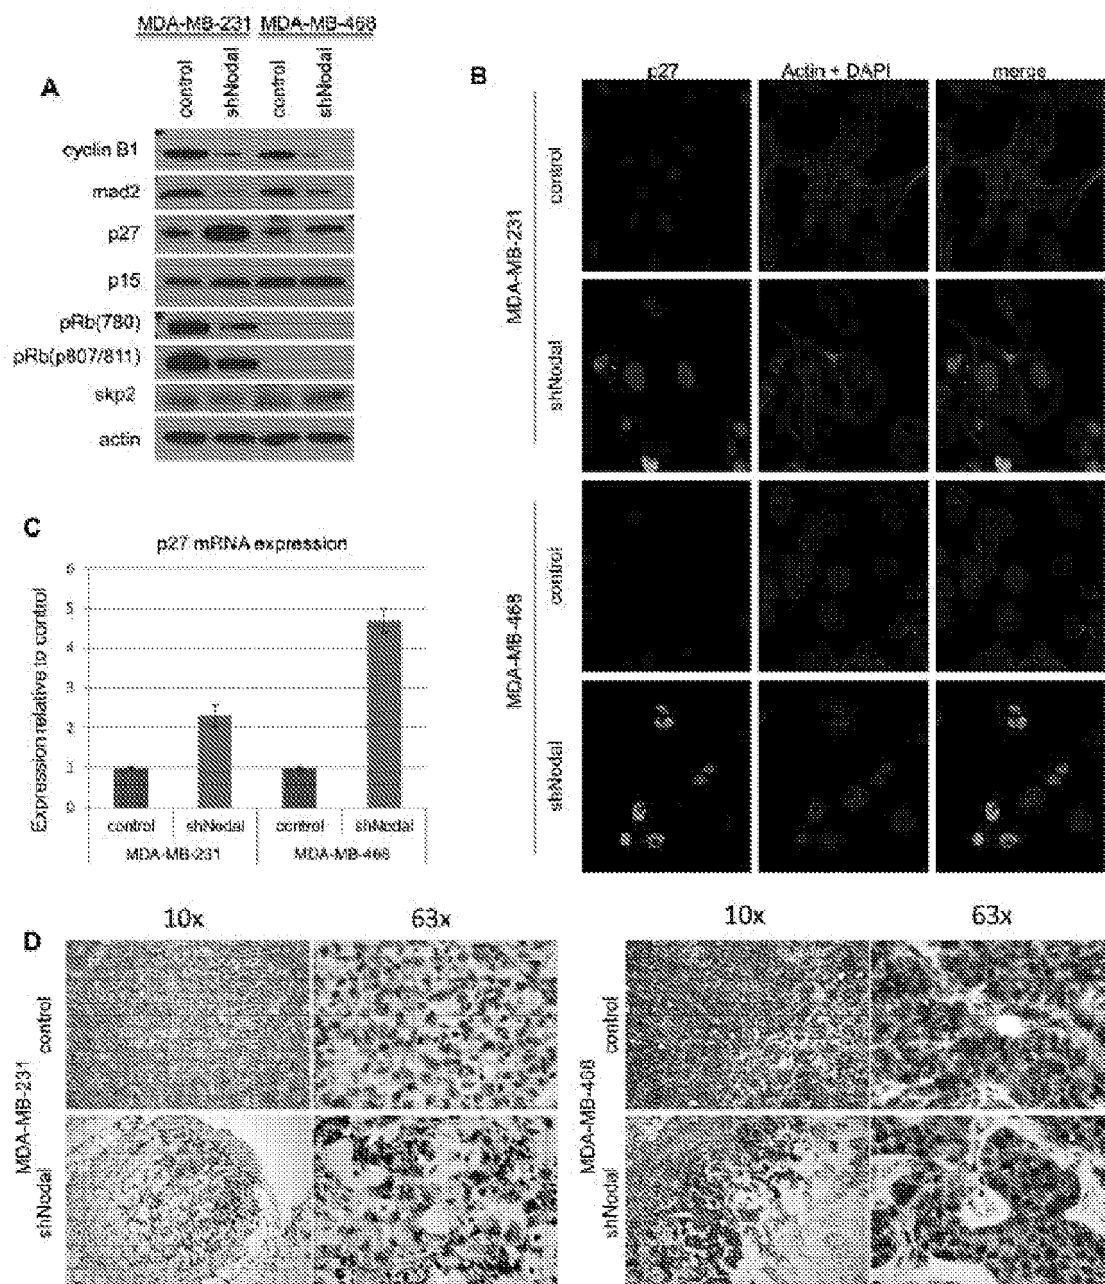 MDA-MB-231 MDA-MB-468
A
control shNodal control shNodal
cyclin B1
mad2
p27
p15
pRb(780)
pRb(p807/811)
skp2
actin
B
p27 Actin + DAPI merge
MDA-MB-231
control
shNodal
MDA-MB-468
control
shNodal
C
p27 mRNA expression
Expression relative to control
6
5
4
3
2
1
0
control shNodal control shNodal
MDA-MB-231 MDA-MB-468
D
10x 63x 10x 63x
MDA-MB-231
control
shNodal
MDA-MB-468
control
shNodal